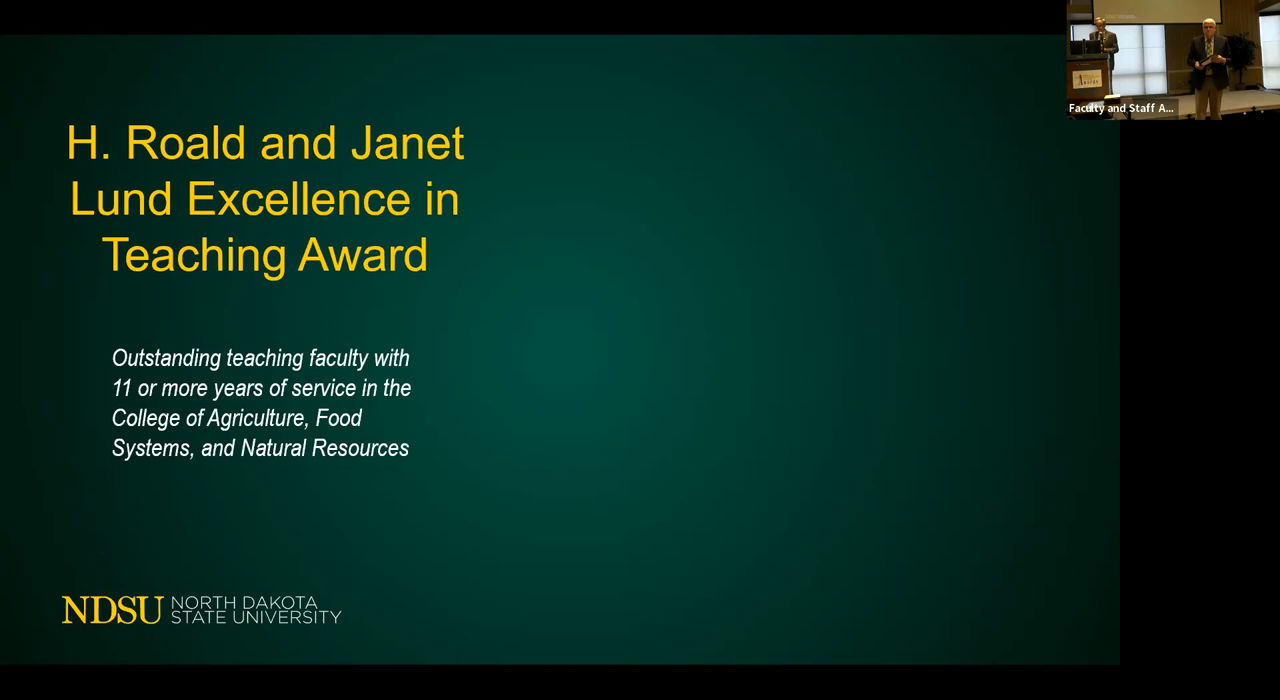 H. Roald and Janet
Lund Excellence in
Teaching Award
Outstanding teaching faculty with
11 or more years of service in the
College of Agriculture, Food
Systems, and Natural Resources
NDSU NORTH DAKOTA
STATE UNIVERSITY
Faculty and Staff A...